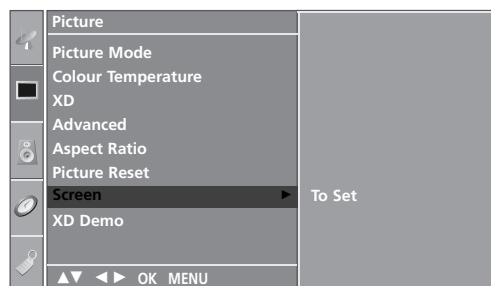 Picture
Picture Mode
Colour Temperature
XD
Advanced
Aspect Ratio
Picture Reset
Screen ► To Set
XD Demo
▲▼ ◄► OK MENU